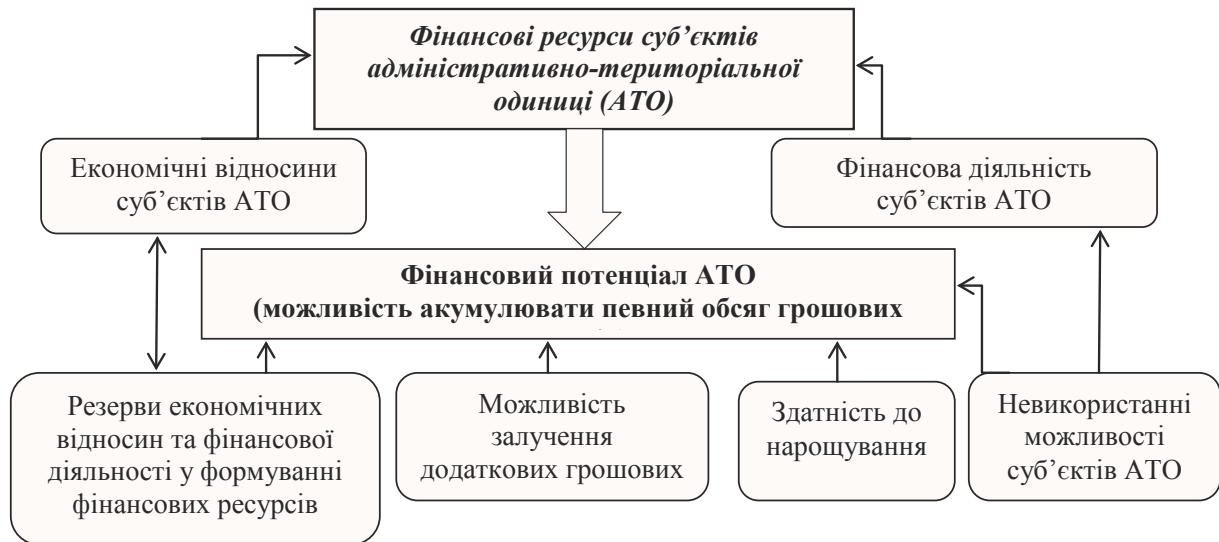 Фінансові ресурси суб’єктів
адміністративно-територіальної
одиниці (АТО)
Економічні відносини
суб’єктів АТО
Фінансова діяльність
суб’єктів АТО
Фінансовий потенціал АТО
(можливість акумулювати певний обсяг грошових
Резерви економічних
відносин та фінансової
діяльності у формуванні
фінансових ресурсів
Можливість
залучення
додаткових грошових
Здатність до
нарощування
Невикористанні
можливості
суб’єктів АТО